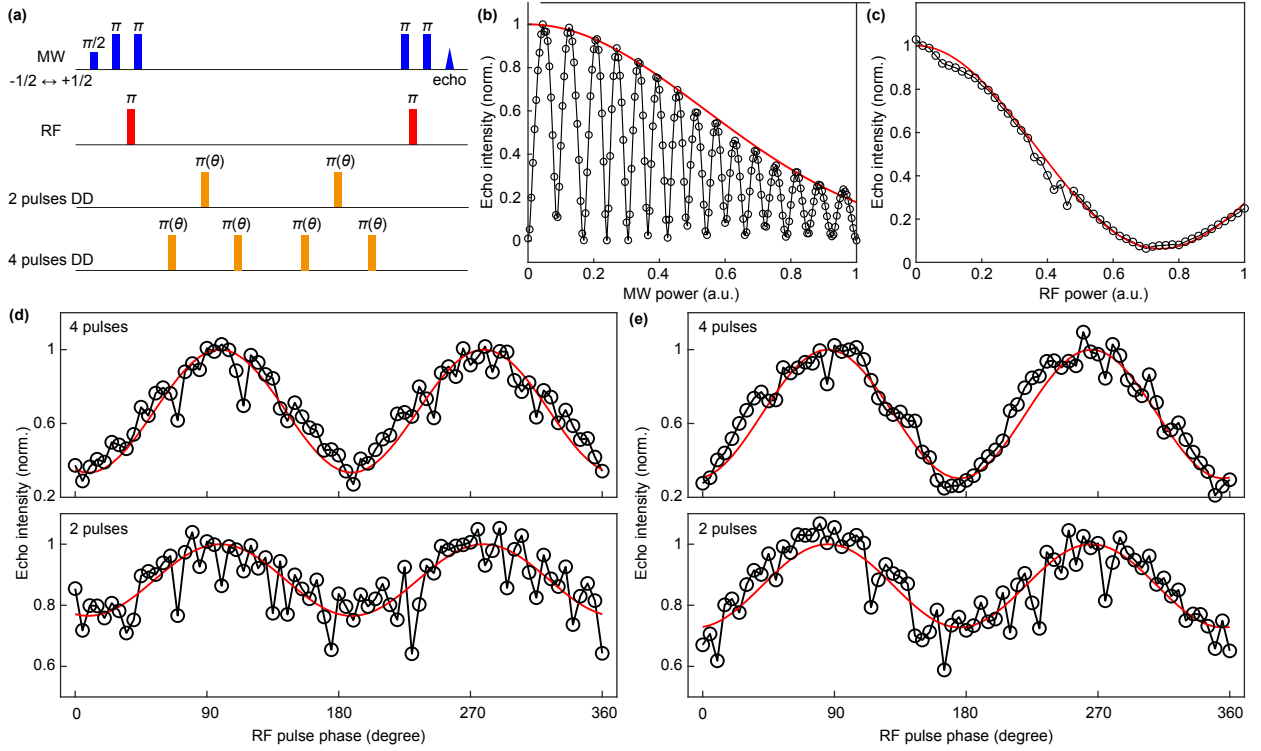 (a)
π/2 π π π π
MW
-1/2 ↔ +1/2
echo
π π
RF
π(θ) π(θ)
2 pulses DD
π(θ) π(θ) π(θ) π(θ)
4 pulses DD
(b)
Echo intensity (norm.)
1
0.8
0.6
0.4
0.2
0
0 0.2 0.4 0.6 0.8 1
MW power (a.u.)
(c)
Echo intensity (norm.)
1
0.8
0.6
0.4
0.2
0
0 0.2 0.4 0.6 0.8 1
RF power (a.u.)
(d)
4 pulses
1
0.6
0.2
Echo intensity (norm.)
2 pulses
1
0.8
0.6
0 90 180 270 360
RF pulse phase (degree)
(e)
4 pulses
1
0.6
0.2
Echo intensity (norm.)
2 pulses
1
0.8
0.6
0 90 180 270 360
RF pulse phase (degree)